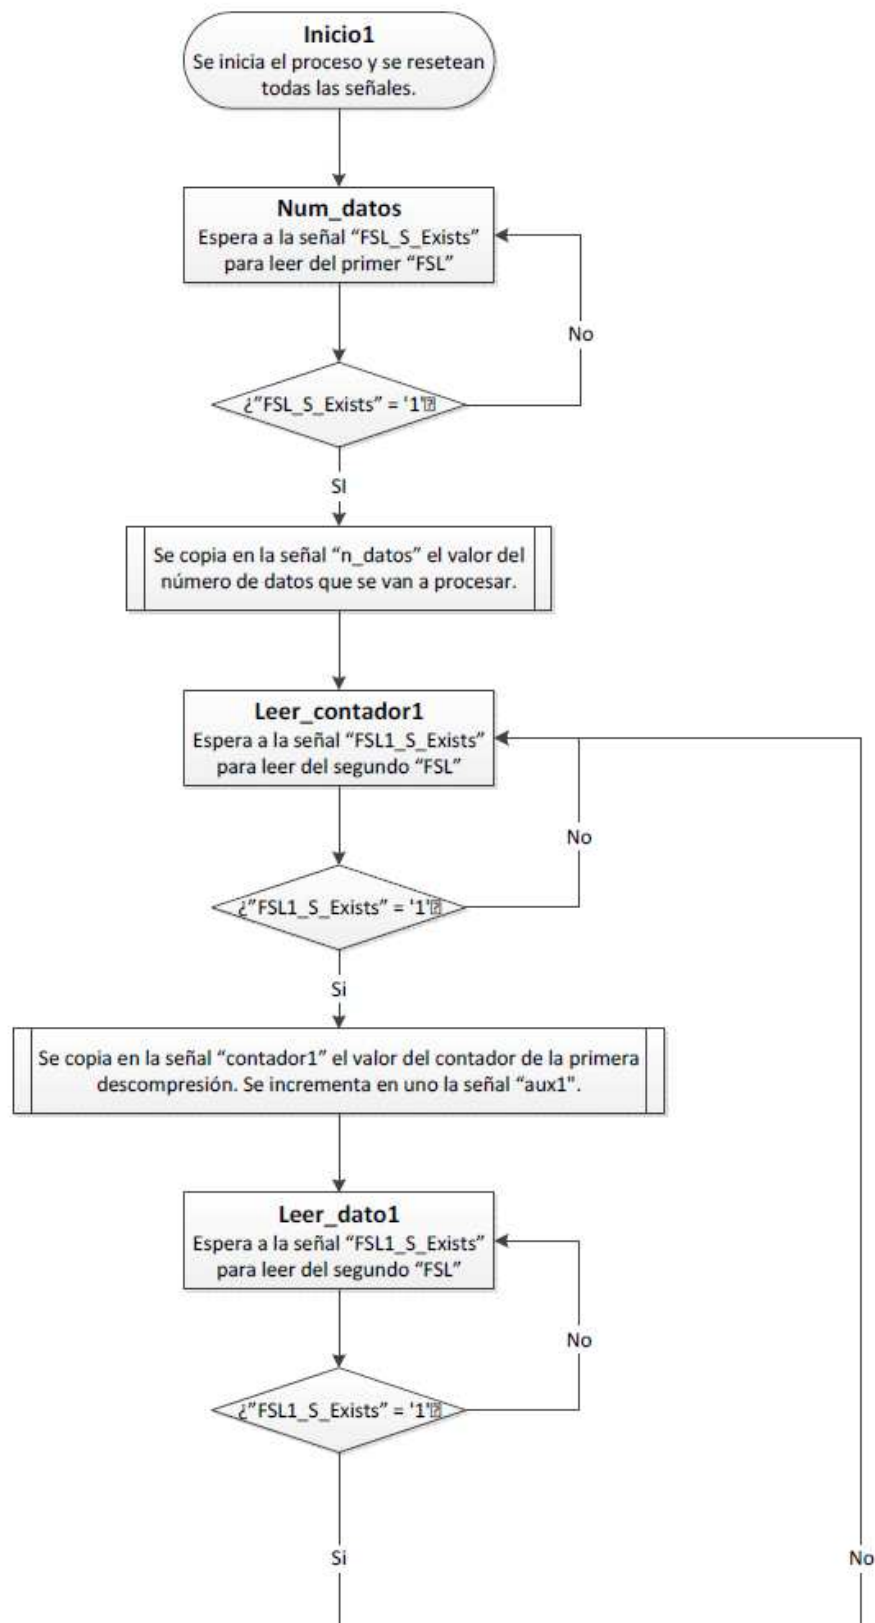 Inicio1
Se inicia el proceso y se resetean
todas las señales.
Num_datos
Espera a la señal “FSL_S_Exists”
para leer del primer “FSL”
No
¿”FSL_S_Exists” = '1'
SI
Se copia en la señal “n_datos” el valor del
número de datos que se van a procesar.
Leer_contador1
Espera a la señal “FSL1_S_Exists”
para leer del segundo “FSL”
No
¿”FSL1_S_Exists” = '1'
Si
Se copia en la señal “contador1” el valor del contador de la primera
descompresión. Se incrementa en uno la señal “aux1".
Leer_dato1
Espera a la señal “FSL1_S_Exists”
para leer del segundo “FSL”
No
¿”FSL1_S_Exists” = '1'
Si
No